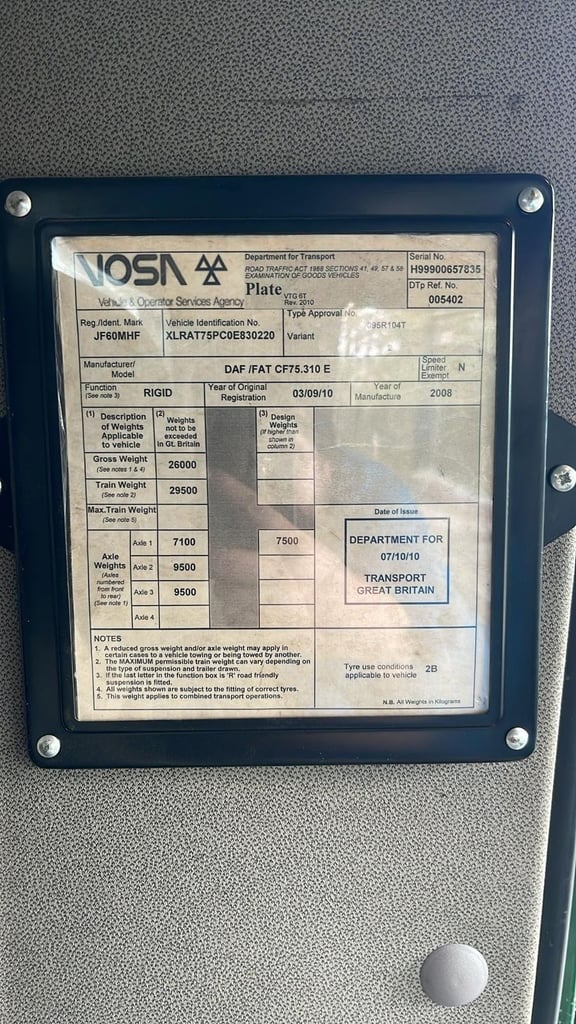 VOSA
Vehicle & Operator Services Agency
Department for Transport
ROAD TRAFFIC ACT 1988 SECTIONS 41, 49, 57 & 58
EXAMINATION OF GOODS VEHICLES
Plate VTG 6T
Rev. 2010
Serial No.
H99900657835
DTp Ref. No.
005402
Reg./Ident. Mark
JF60MHF
Vehicle Identification No.
XLRAT75PC0E830220
Type Approval No.
Variant
Manufacturer/
Model
DAF /FAT CF75.310 E
Speed
Limiter
Exempt
N
Function
(See note 3)
RIGID
Year of Original
Registration
03/09/10
Year of
Manufacture
2008
(1) Description
of Weights
Applicable
to vehicle
(2) Weights
not to be
exceeded
in Gt. Britain
(3) Design
Weights
(if higher than
shown in
column 2)
Gross Weight
(See notes 1 & 4)
26000
Train Weight
(See note 2)
29500
Max.Train Weight
(See note 5)
Axle
Weights
(Axles
numbered
from front
to rear)
(See note 1)
Axle 1 7100 7500
Axle 2 9500
Axle 3 9500
Axle 4
Date of Issue
DEPARTMENT FOR
07/10/10
TRANSPORT
GREAT BRITAIN
NOTES
1. A reduced gross weight and/or axle weight may apply in
certain cases to a vehicle towing or being towed by another.
2. The MAXIMUM permissible train weight can vary depending on
the type of suspension and trailer drawn.
3. If the last letter in the function box is 'R' road friendly
suspension is fitted.
4. All weights shown are subject to the fitting of correct tyres.
5. This weight applies to combined transport operations.
Tyre use conditions
applicable to vehicle
2B
N.B. All Weights in Kilograms